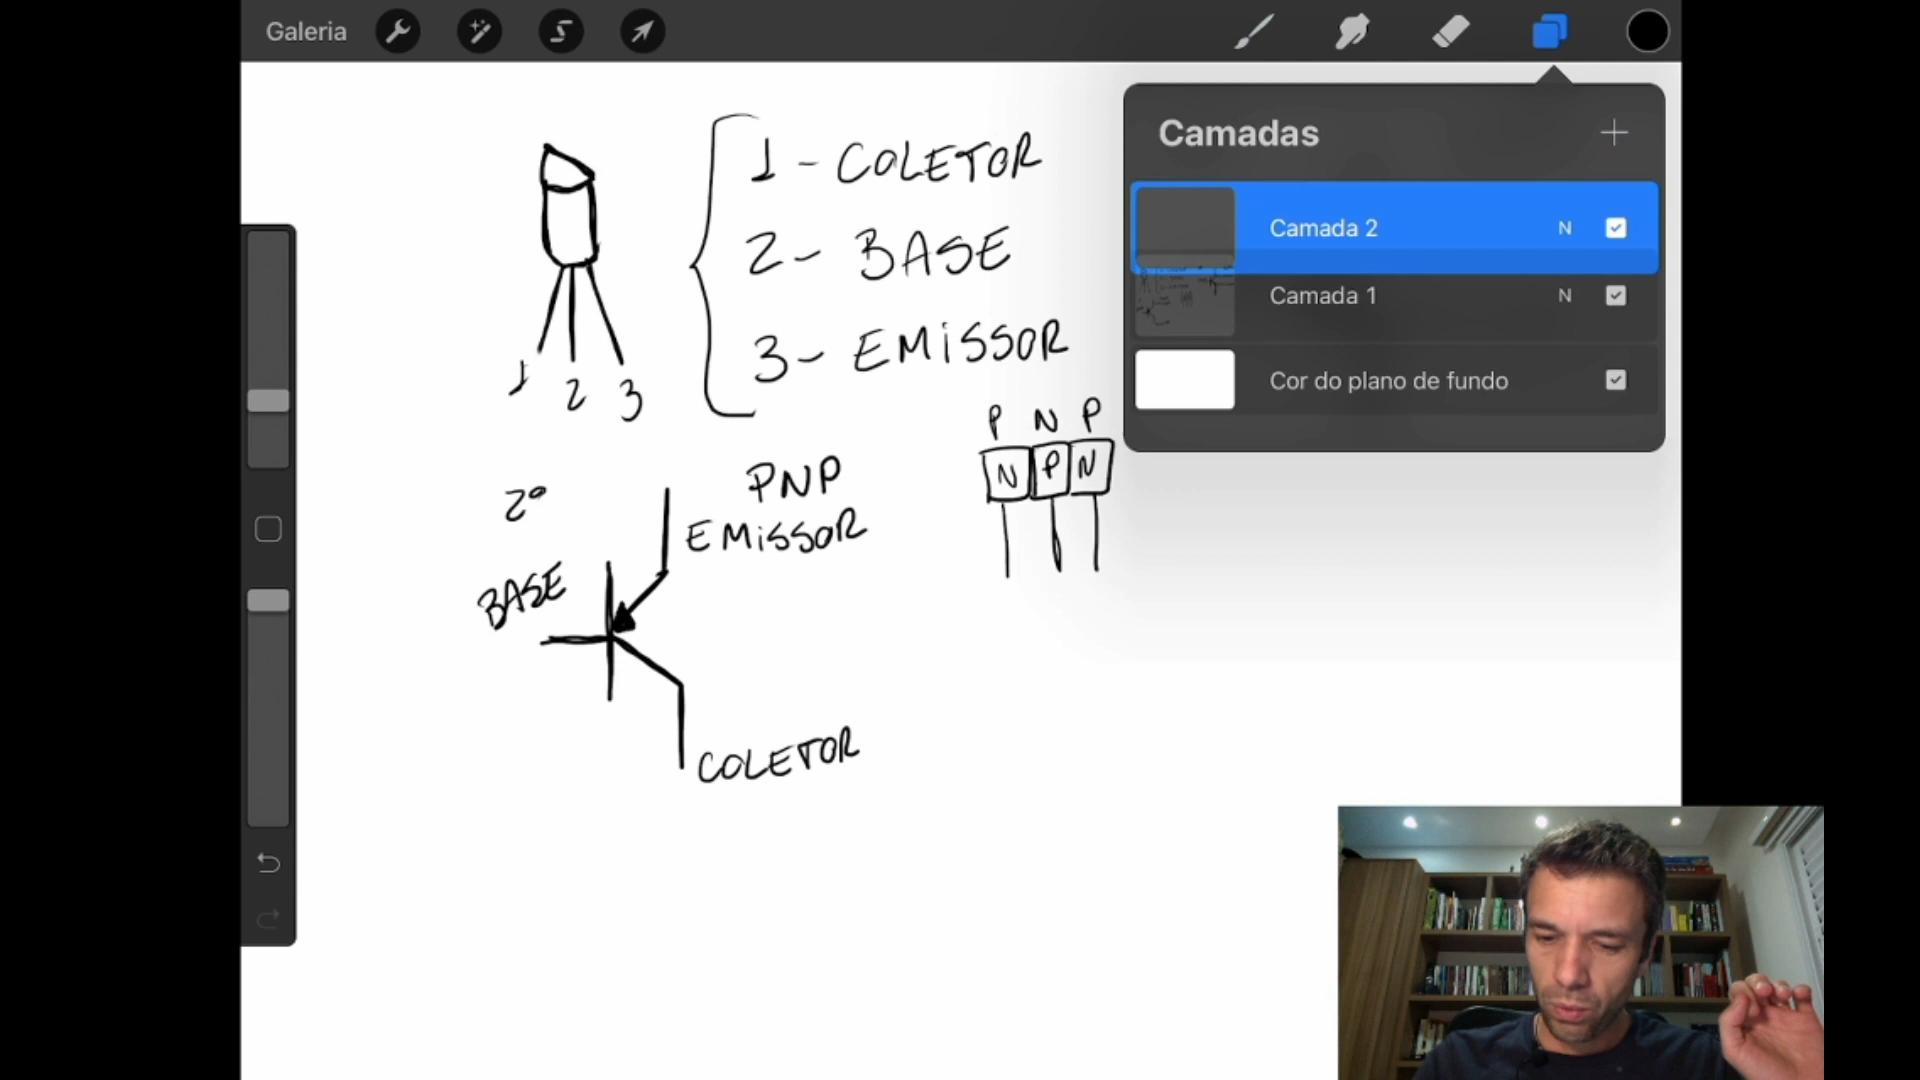 Galeria
Camadas
Camada 2 N
Camada 1 N
Cor do plano de fundo
1 - COLETOR
2 - BASE
3 - EMISSOR
1 2 3
P N P
N P N
2º
PNP
EMISSOR
BASE
COLETOR